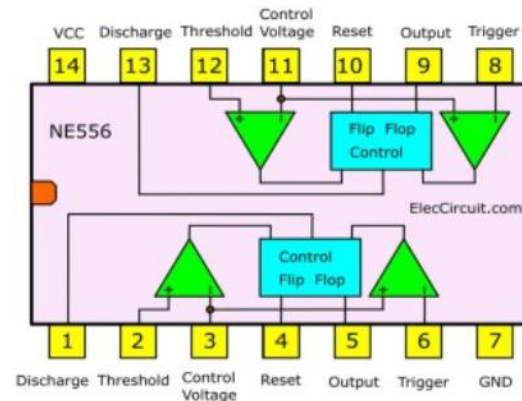 Control
VCC Discharge Threshold Voltage Reset Output Trigger
14 13 12 11 10 9 8
NE556
+ - + -
Flip Flop
Control
ElecCircuit.com
Control
Flip Flop
+ - + -
1 2 3 4 5 6 7
Discharge Threshold Control Reset Output Trigger GND
Voltage